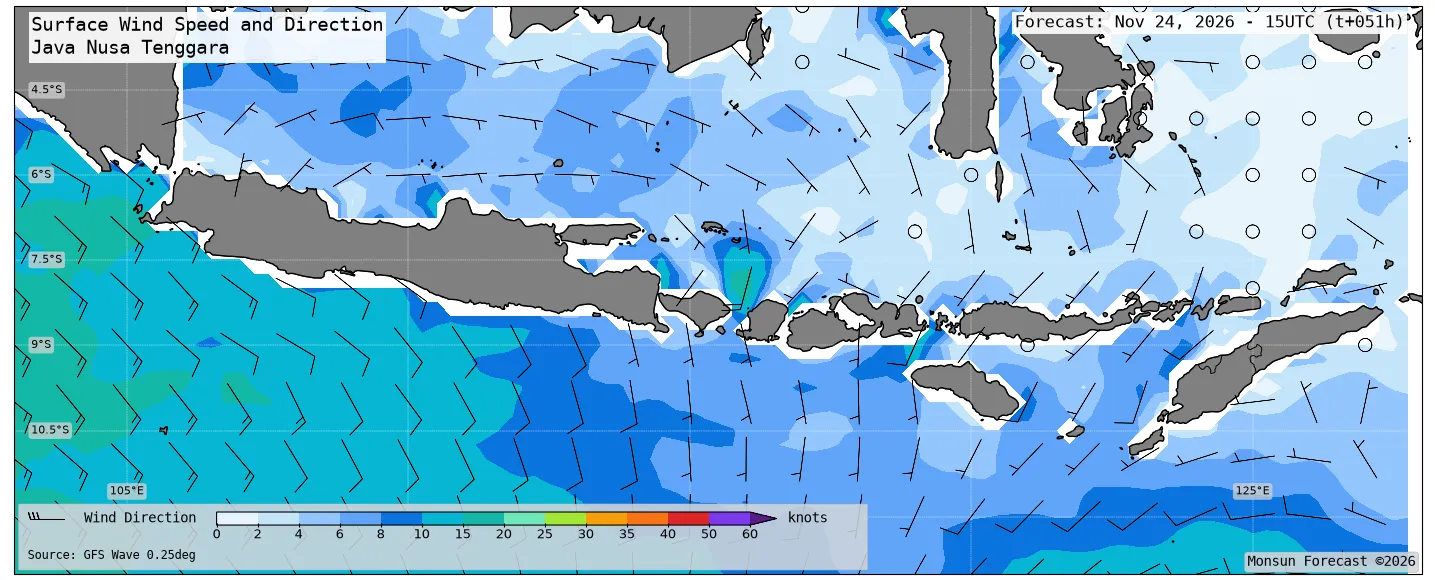 Surface Wind Speed and Direction
Java Nusa Tenggara
Forecast: Nov 24, 2026 - 15UTC (t+051h)
4.5°S
6°S
7.5°S
9°S
10.5°S
105°E
125°E
Wind Direction
0 2 4 6 8 10 15 20 25 30 35 40 50 60
knots
Source: GFS Wave 0.25deg
Monsun Forecast ©2026